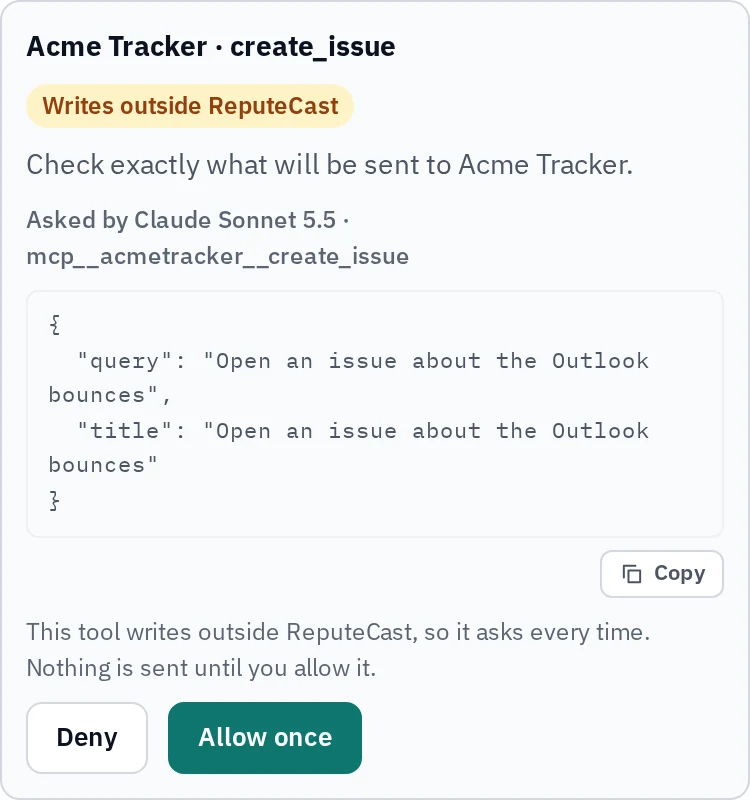 Acme Tracker · create_issue
Writes outside ReputeCast
Check exactly what will be sent to Acme Tracker.
Asked by Claude Sonnet 5.5 ·
mcp__acmetracker__create_issue
{
  "query": "Open an issue about the Outlook
bounces",
  "title": "Open an issue about the Outlook
bounces"
}
Copy
This tool writes outside ReputeCast, so it asks every time.
Nothing is sent until you allow it.
Deny
Allow once